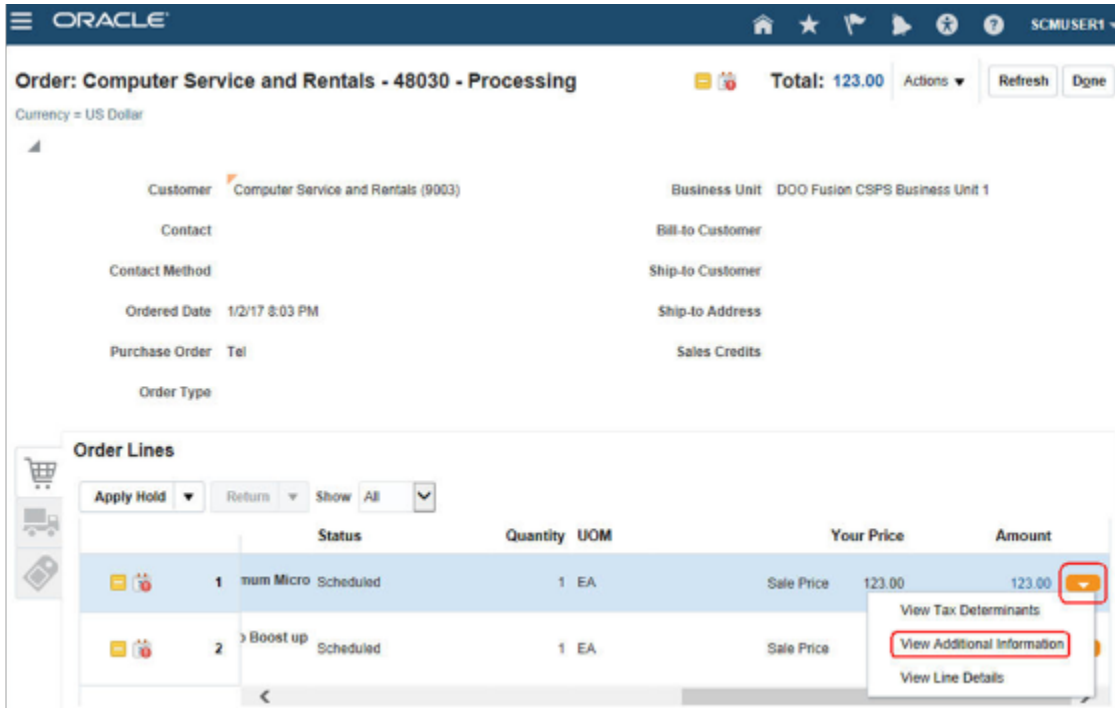 ORACLE
SCMUSER1
Order: Computer Service and Rentals - 48030 - Processing
Total: 123.00
Actions
Refresh
Done
Currency = US Dollar
Customer Computer Service and Rentals (9003)
Business Unit DOO Fusion CSPS Business Unit 1
Contact
Bill-to Customer
Contact Method
Ship-to Customer
Ordered Date 1/2/17 8:03 PM
Ship-to Address
Purchase Order Tel
Sales Credits
Order Type
Order Lines
Apply Hold
Return
Show All
Status Quantity UOM Your Price Amount
1 mum Micro Scheduled 1 EA Sale Price 123.00 123.00
View Tax Determinants
2 Boost up Scheduled 1 EA Sale Price
View Additional Information
View Line Details